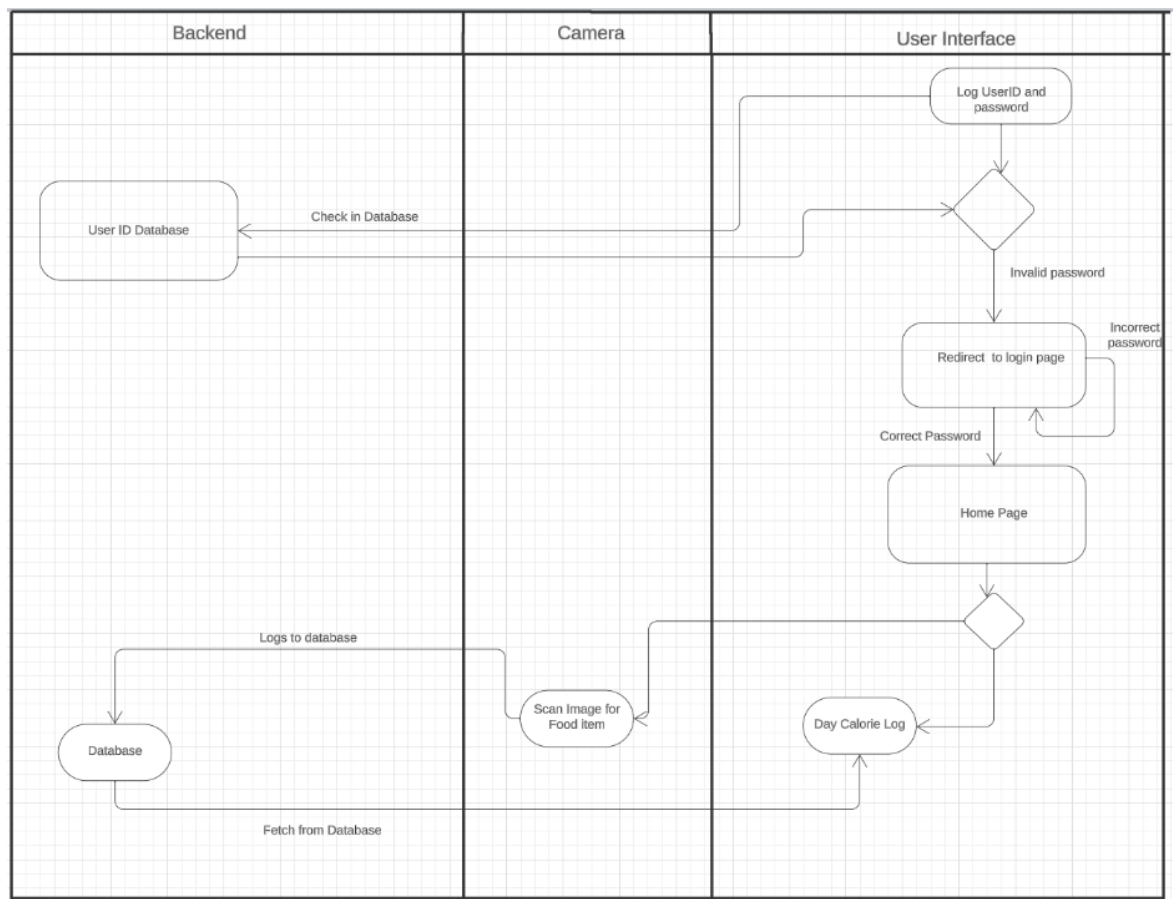 Backend
Camera
User Interface
Log UserID and
password
Check in Database
User ID Database
Invalid password
Incorrect
password
Redirect to login page
Correct Password
Home Page
Logs to database
Scan Image for
Food item
Day Calorie Log
Database
Fetch from Database